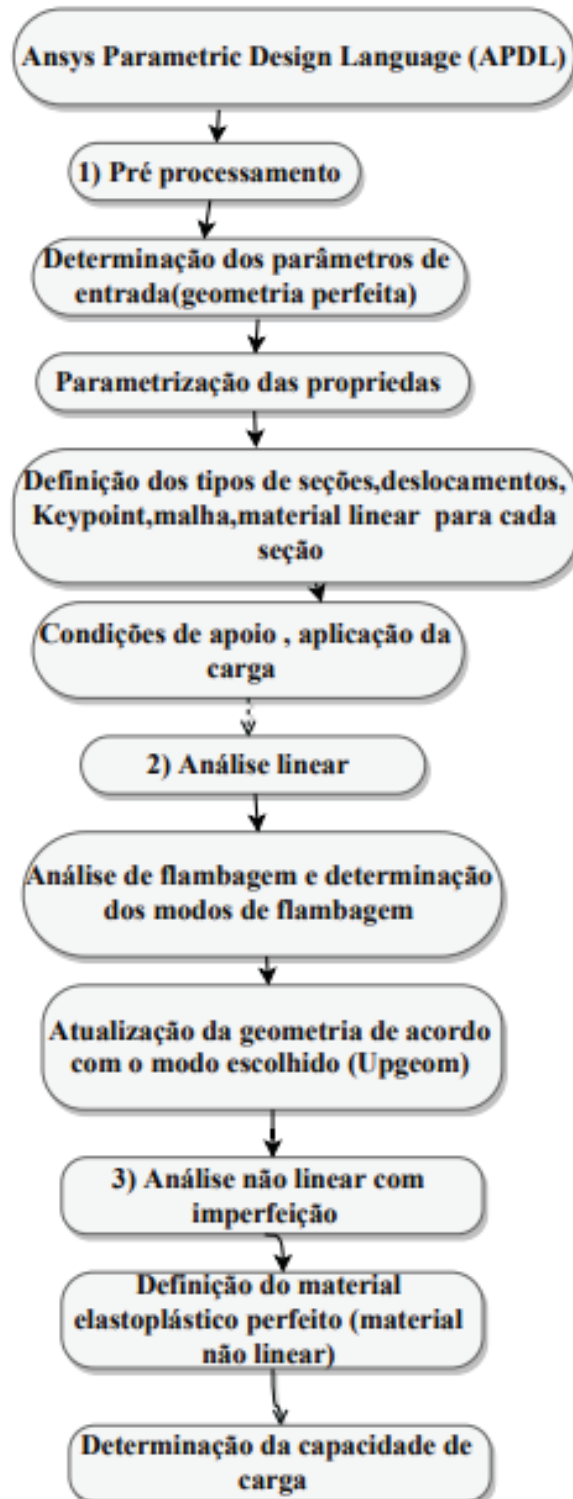 Ansys Parametric Design Language (APDL)
1) Pré processamento
Determinação dos parâmetros de
entrada(geometria perfeita)
Parametrização das propriedas
Definição dos tipos de seções,deslocamentos,
Keypoint,malha,material linear para cada
seção
Condições de apoio , aplicação da
carga
2) Análise linear
Análise de flambagem e determinação
dos modos de flambagem
Atualização da geometria de acordo
com o modo escolhido (Upgeom)
3) Análise não linear com
imperfeição
Definição do material
elastoplástico perfeito (material
não linear)
Determinação da capacidade de
carga